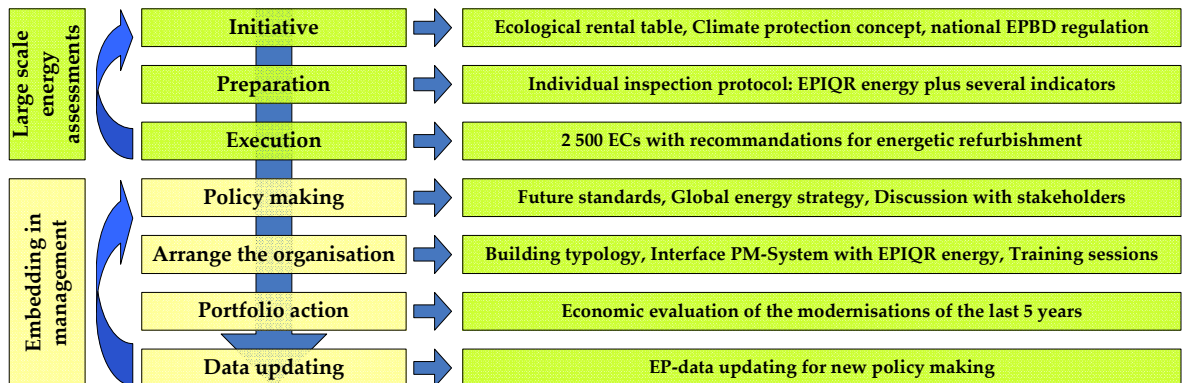 Large scale
energy
assessments
Initiative
Ecological rental table, Climate protection concept, national EPBD regulation
Preparation
Individual inspection protocol: EPIQR energy plus several indicators
Execution
2 500 ECs with recommandations for energetic refurbishment
Embedding in
management
Policy making
Future standards, Global energy strategy, Discussion with stakeholders
Arrange the organisation
Building typology, Interface PM-System with EPIQR energy, Training sessions
Portfolio action
Economic evaluation of the modernisations of the last 5 years
Data updating
EP-data updating for new policy making